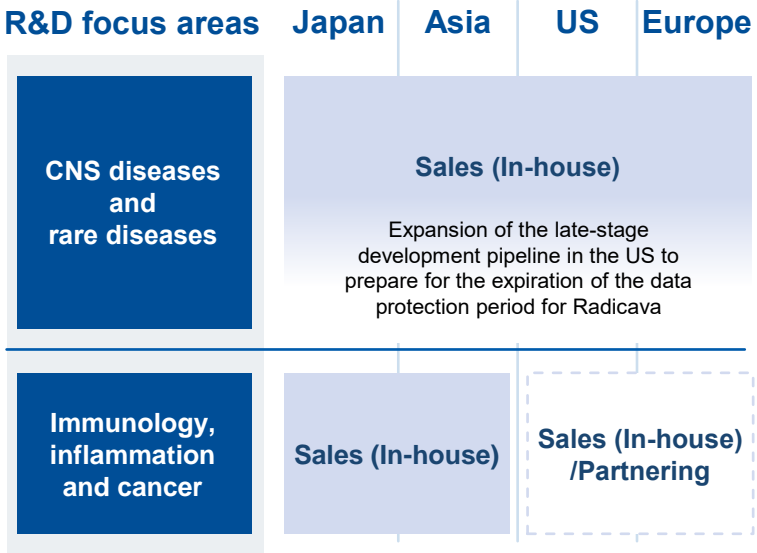 R&D focus areas Japan Asia US Europe
CNS diseases
and
rare diseases
Sales (In-house)
Expansion of the late-stage
development pipeline in the US to
prepare for the expiration of the data
protection period for Radicava
Immunology,
inflammation
and cancer
Sales (In-house)
Sales (In-house)
/Partnering